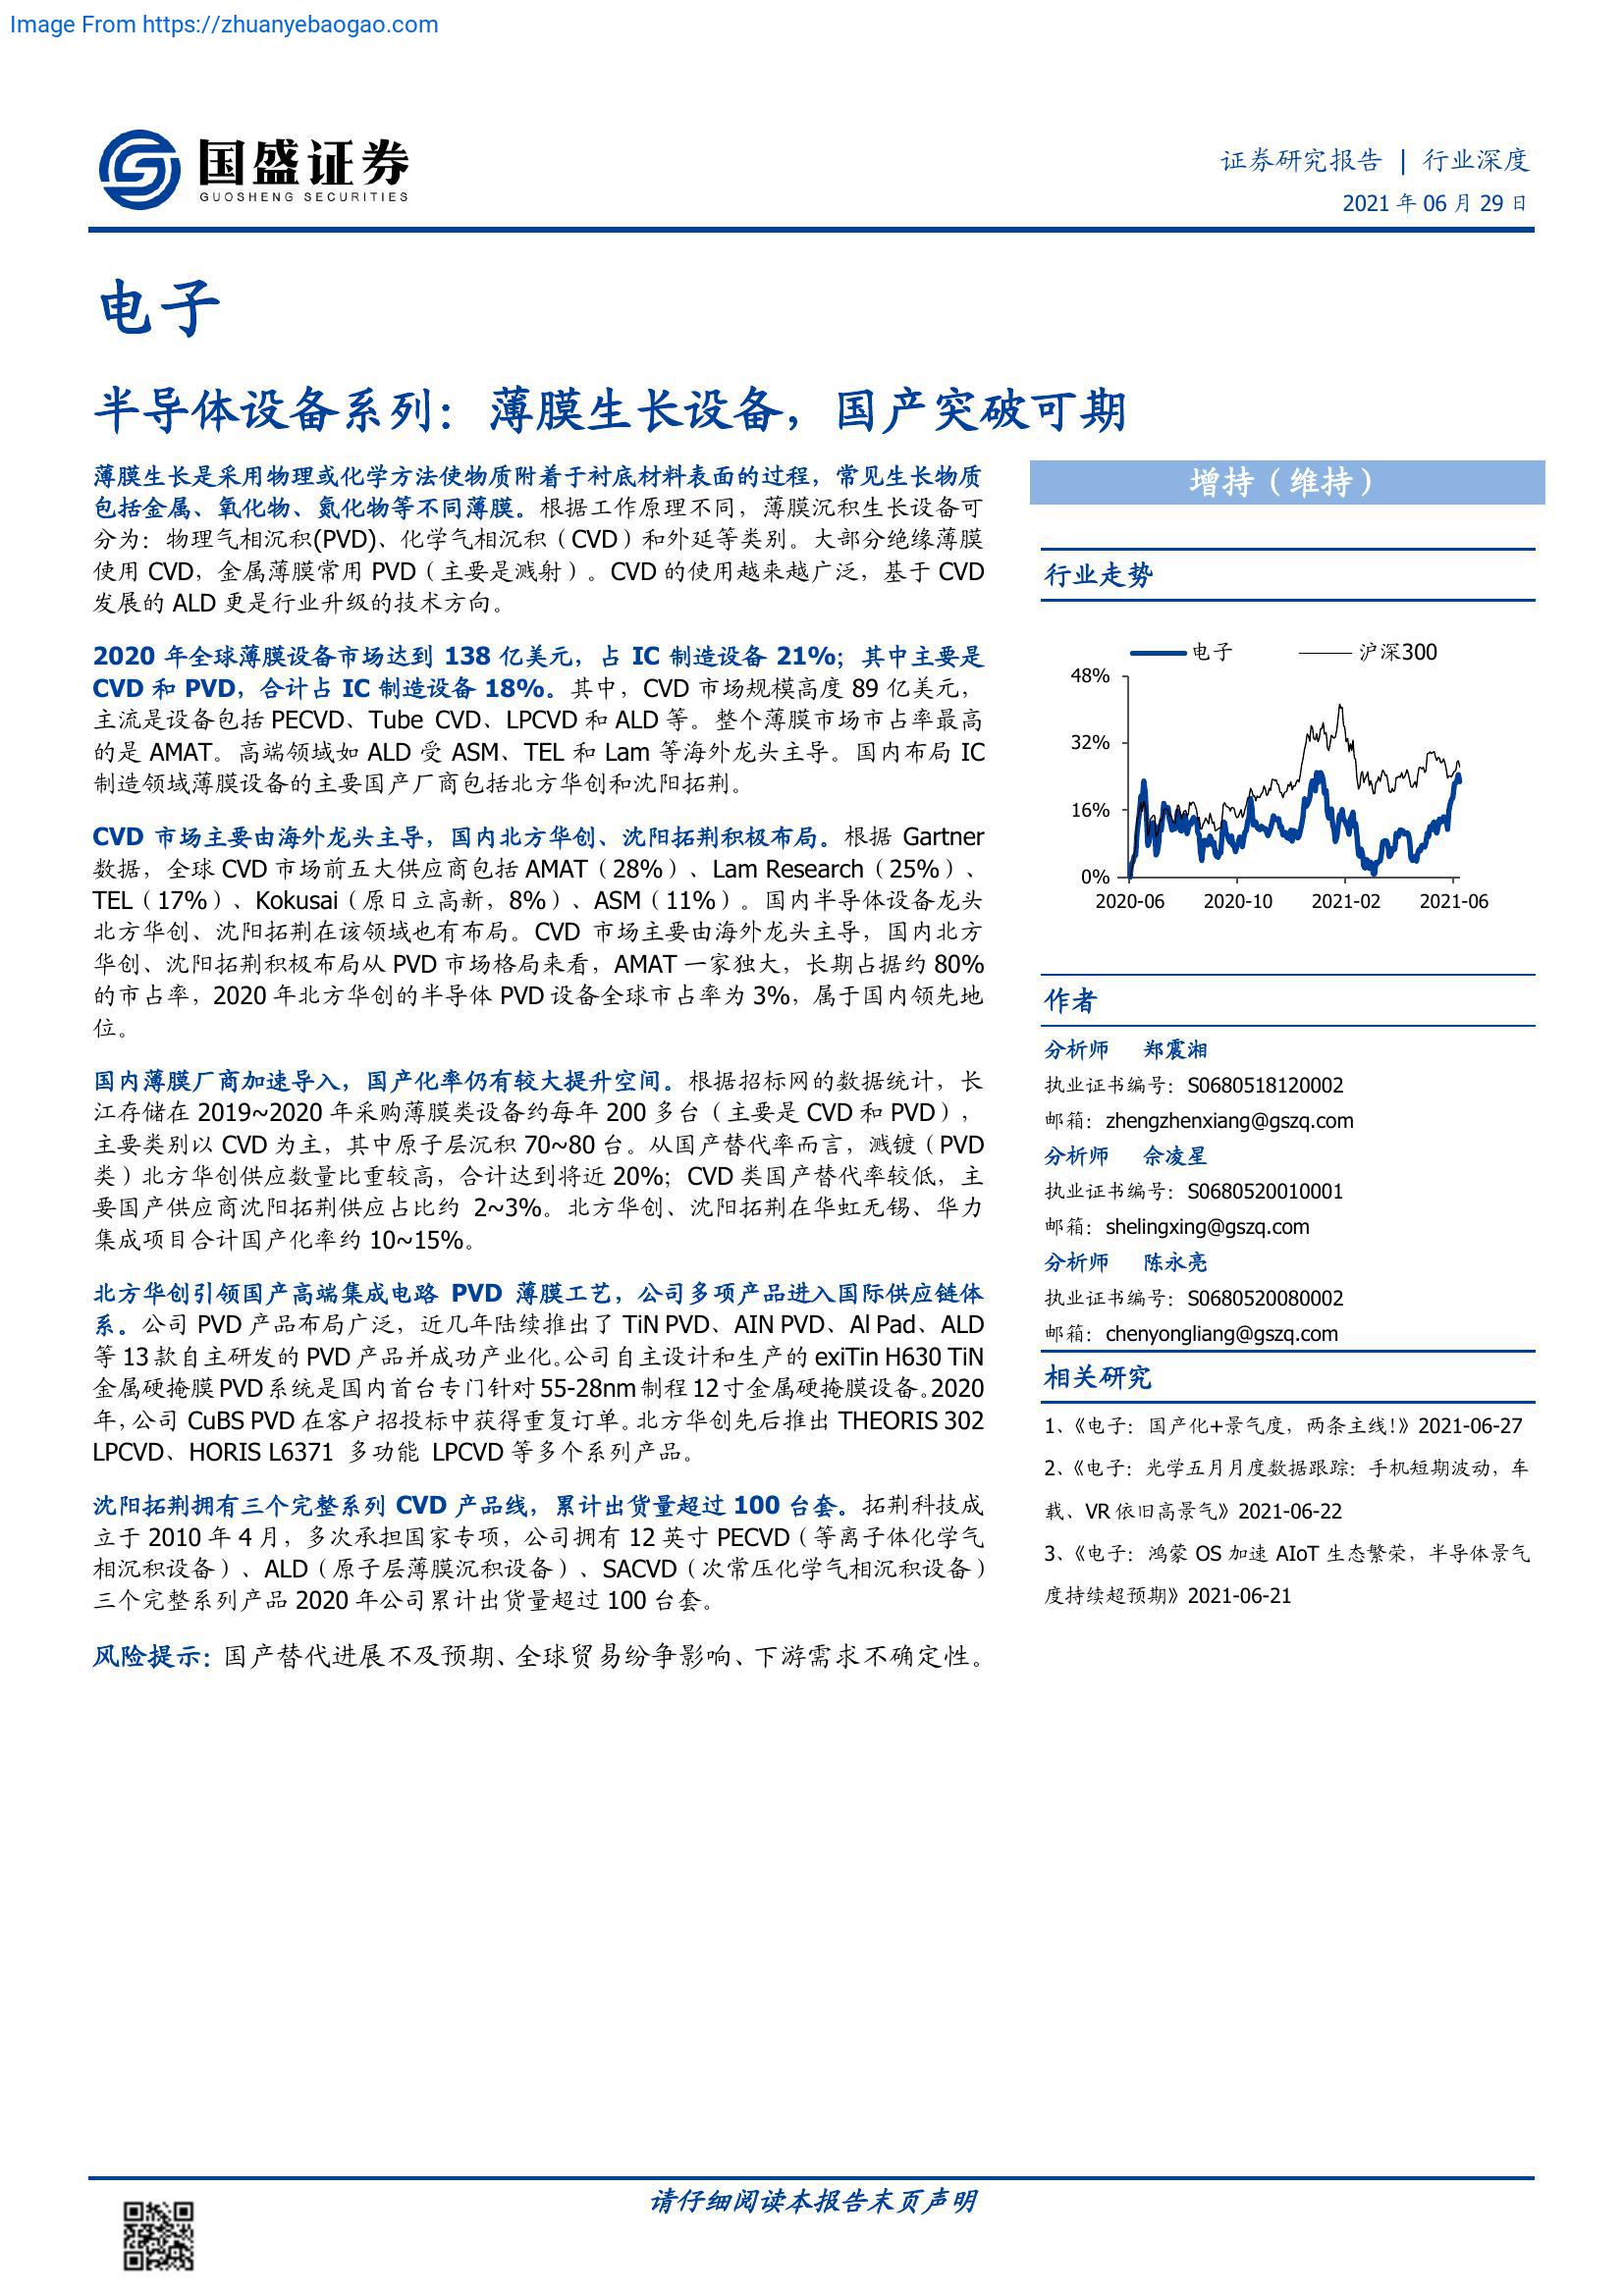 Image From https://zhuanyebaogao.com
国盛证券
GUOSHENG SECURITIES
证券研究报告 | 行业深度
2021 年 06 月 29 日
电子
半导体设备系列：薄膜生长设备，国产突破可期
薄膜生长是采用物理或化学方法使物质附着于衬底材料表面的过程，常见生长物质
包括金属、氧化物、氮化物等不同薄膜。根据工作原理不同，薄膜沉积生长设备可
分为：物理气相沉积(PVD)、化学气相沉积（CVD）和外延等类别。大部分绝缘薄膜
使用 CVD，金属薄膜常用 PVD（主要是溅射）。CVD 的使用越来越广泛，基于 CVD
发展的 ALD 更是行业升级的技术方向。
2020 年全球薄膜设备市场达到 138 亿美元，占 IC 制造设备 21%；其中主要是
CVD 和 PVD，合计占 IC 制造设备 18%。其中，CVD 市场规模高度 89 亿美元，
主流是设备包括 PECVD、Tube CVD、LPCVD 和 ALD 等。整个薄膜市场市占率最高
的是 AMAT。高端领域如 ALD 受 ASM、TEL 和 Lam 等海外龙头主导。国内布局 IC
制造领域薄膜设备的主要国产厂商包括北方华创和沈阳拓荆。
CVD 市场主要由海外龙头主导，国内北方华创、沈阳拓荆积极布局。根据 Gartner
数据，全球 CVD 市场前五大供应商包括 AMAT（28%）、Lam Research（25%）、
TEL（17%）、Kokusai（原日立高新，8%）、ASM（11%）。国内半导体设备龙头
北方华创、沈阳拓荆在该领域也有布局。CVD 市场主要由海外龙头主导，国内北方
华创、沈阳拓荆积极布局从 PVD 市场格局来看，AMAT 一家独大，长期占据约 80%
的市占率，2020 年北方华创的半导体 PVD 设备全球市占率为 3%，属于国内领先地
位。
国内薄膜厂商加速导入，国产化率仍有较大提升空间。根据招标网的数据统计，长
江存储在 2019~2020 年采购薄膜类设备约每年 200 多台（主要是 CVD 和 PVD），
主要类别以 CVD 为主，其中原子层沉积 70~80 台。从国产替代率而言，溅镀（PVD
类）北方华创供应数量比重较高，合计达到将近 20%；CVD 类国产替代率较低，主
要国产供应商沈阳拓荆供应占比约 2~3%。北方华创、沈阳拓荆在华虹无锡、华力
集成项目合计国产化率约 10~15%。
北方华创引领国产高端集成电路 PVD 薄膜工艺，公司多项产品进入国际供应链体
系。公司 PVD 产品布局广泛，近几年陆续推出了 TiN PVD、AIN PVD、Al Pad、ALD
等 13 款自主研发的 PVD 产品并成功产业化。公司自主设计和生产的 exiTin H630 TiN
金属硬掩膜 PVD 系统是国内首台专门针对 55-28nm 制程 12 寸金属硬掩膜设备。2020
年，公司 CuBS PVD 在客户招投标中获得重复订单。北方华创先后推出 THEORIS 302
LPCVD、HORIS L6371 多功能 LPCVD 等多个系列产品。
沈阳拓荆拥有三个完整系列 CVD 产品线，累计出货量超过 100 台套。拓荆科技成
立于 2010 年 4 月，多次承担国家专项，公司拥有 12 英寸 PECVD（等离子体化学气
相沉积设备）、ALD（原子层薄膜沉积设备）、SACVD（次常压化学气相沉积设备）
三个完整系列产品 2020 年公司累计出货量超过 100 台套。
风险提示：国产替代进展不及预期、全球贸易纷争影响、下游需求不确定性。
增持（维持）
行业走势
电子 沪深300
48%
32%
16%
0%
2020-06 2020-10 2021-02 2021-06
作者
分析师 郑震湘
执业证书编号：S0680518120002
邮箱：zhengzhenxiang@gszq.com
分析师 佘凌星
执业证书编号：S0680520010001
邮箱：shelingxing@gszq.com
分析师 陈永亮
执业证书编号：S0680520080002
邮箱：chenyongliang@gszq.com
相关研究
1、《电子：国产化+景气度，两条主线！》2021-06-27
2、《电子：光学五月月度数据跟踪：手机短期波动，车
载、VR 依旧高景气》2021-06-22
3、《电子：鸿蒙 OS 加速 AIoT 生态繁荣，半导体景气
度持续超预期》2021-06-21
请仔细阅读本报告末页声明